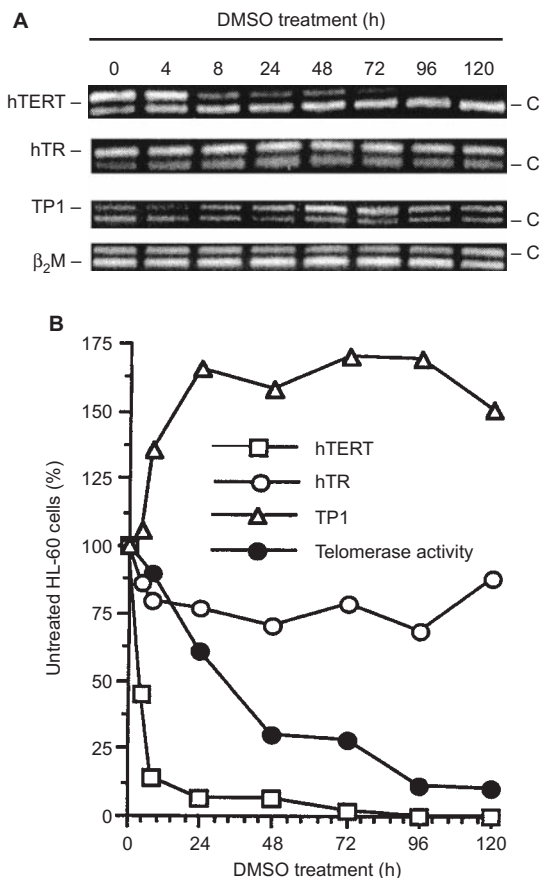 A
DMSO treatment (h)
0 4 8 24 48 72 96 120
hTERT – – C
hTR – – C
TP1 – – C
β₂M – – C
B
Untreated HL-60 cells (%)
175
150
125
100
75
50
25
0
hTERT
hTR
TP1
Telomerase activity
0 24 48 72 96 120
DMSO treatment (h)